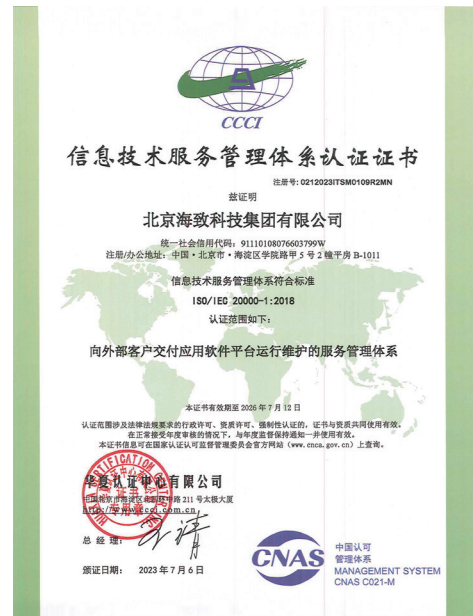 CCCI
信息技术服务管理体系认证证书
注册号: 0212023ITSM0109R2MN
兹证明
北京海致科技集团有限公司
统一社会信用代码: 91110108076603799W
注册/办公地址: 中国·北京市·海淀区学院路甲 5 号 2 幢平房 B-1011
信息技术服务管理体系符合标准
ISO/IEC 20000-1:2018
认证范围如下:
向外部客户交付应用软件平台运行维护的服务管理体系
本证书有效期至 2026 年 7 月 12 日
认证范围涉及法律法规要求的行政许可、资质许可、强制性认证的, 证书与资质共同使用有效。
在正常接受年度审核的情况下, 与年度监督保持通知一并使用有效。
本证书信息可在国家认证认可监督管理委员会官方网站 (www.cnca.gov.cn) 上查询。
华夏认证中心有限公司
中国北京市海淀区北四环中路 211 号太极大厦
http://www.ccci.com.cn
证书
专用章
总 经 理:
颁证日期: 2023 年 7 月 6 日
CNAS
中国认可
管理体系
MANAGEMENT SYSTEM
CNAS C021-M